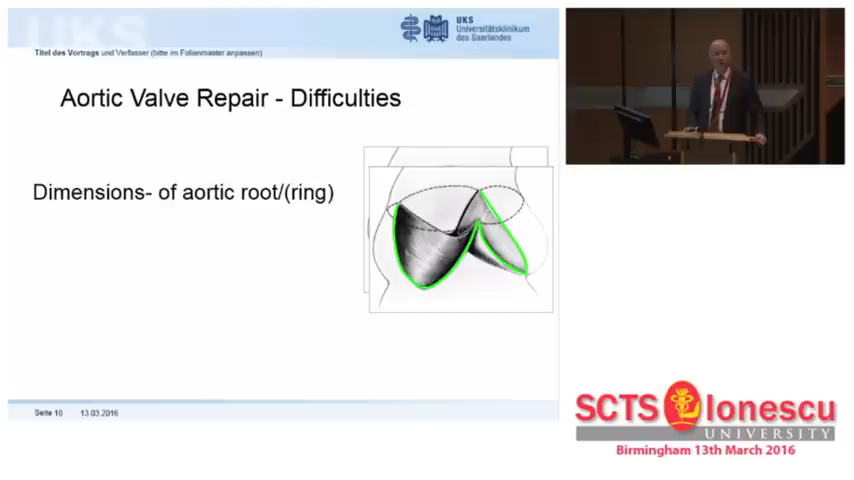 UKS
UKS
Universitätsklinikum
des Saarlandes
Titel des Vortrags und Verfasser (bitte im Folienmaster anpassen)
Aortic Valve Repair - Difficulties
Dimensions- of aortic root/(ring)
Seite 10 13.03.2016
SCTS Ionescu
UNIVERSITY
Birmingham 13th March 2016